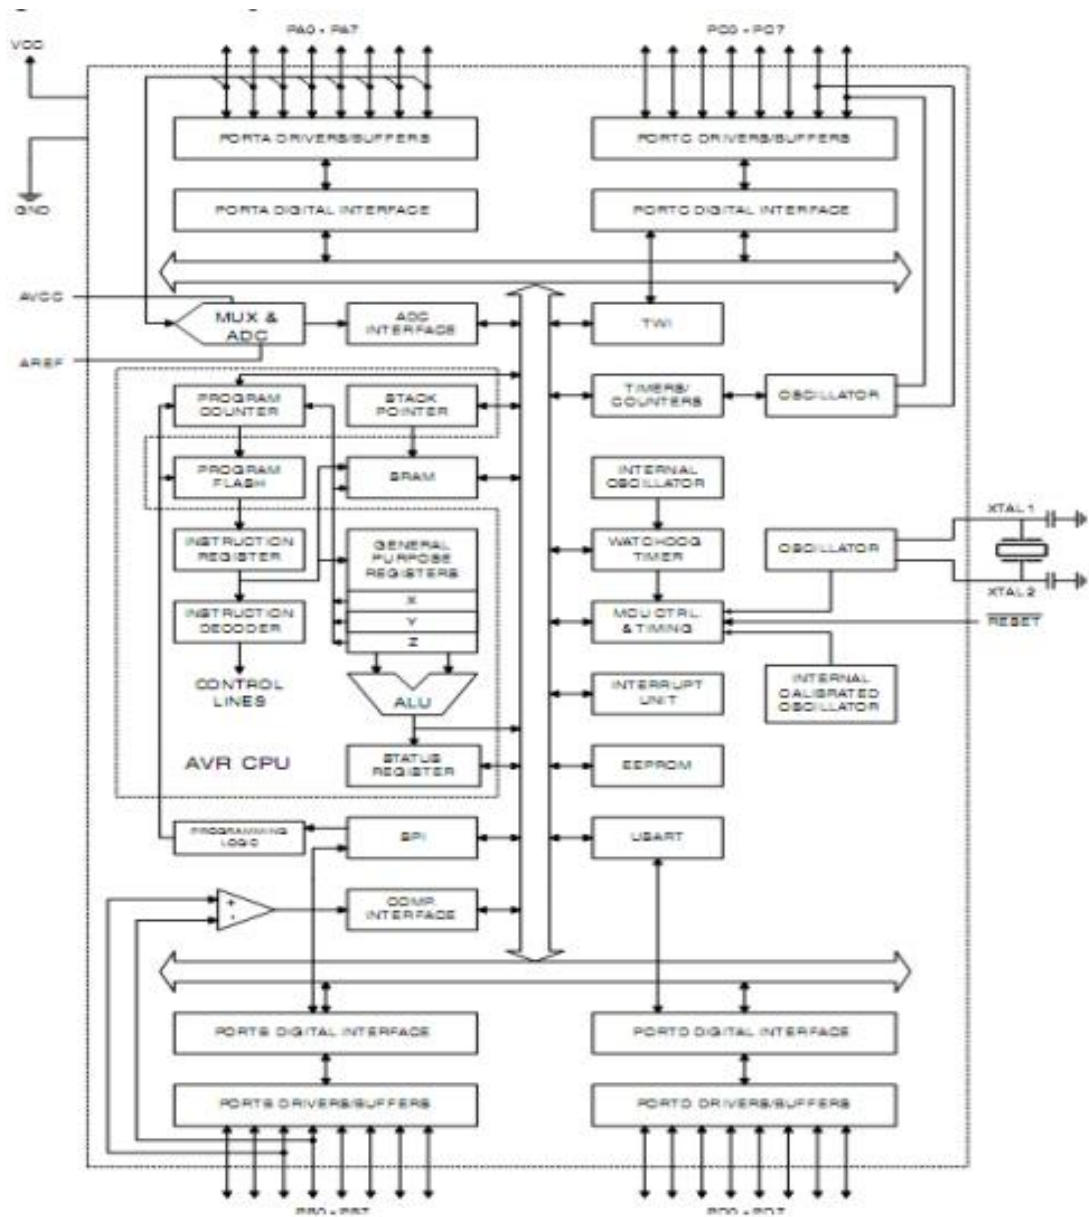 VCC
PA0 - PA7
PC0 - PC7
PORTA DRIVERS/BUFFERS
PORTC DRIVERS/BUFFERS
GND
PORTA DIGITAL INTERFACE
PORTC DIGITAL INTERFACE
AVCC
MUX &
ADC
ADC
INTERFACE
TWI
AREF
PROGRAM
COUNTER
STACK
POINTER
TIMERS/
COUNTERS
OSCILLATOR
PROGRAM
FLASH
SRAM
INTERNAL
OSCILLATOR
XTAL1
INSTRUCTION
REGISTER
GENERAL
PURPOSE
REGISTERS
WATCHDOG
TIMER
OSCILLATOR
X
Y
Z
INSTRUCTION
DECODER
MCU CTRL.
& TIMING
XTAL2
RESET
CONTROL
LINES
ALU
INTERRUPT
UNIT
INTERNAL
CALIBRATED
OSCILLATOR
AVR CPU
STATUS
REGISTER
EEPROM
PROGRAMMING
LOGIC
SPI
USART
+
-
COMP.
INTERFACE
PORTB DIGITAL INTERFACE
PORTD DIGITAL INTERFACE
PORTB DRIVERS/BUFFERS
PORTD DRIVERS/BUFFERS
PB0 - PB7
PD0 - PD7